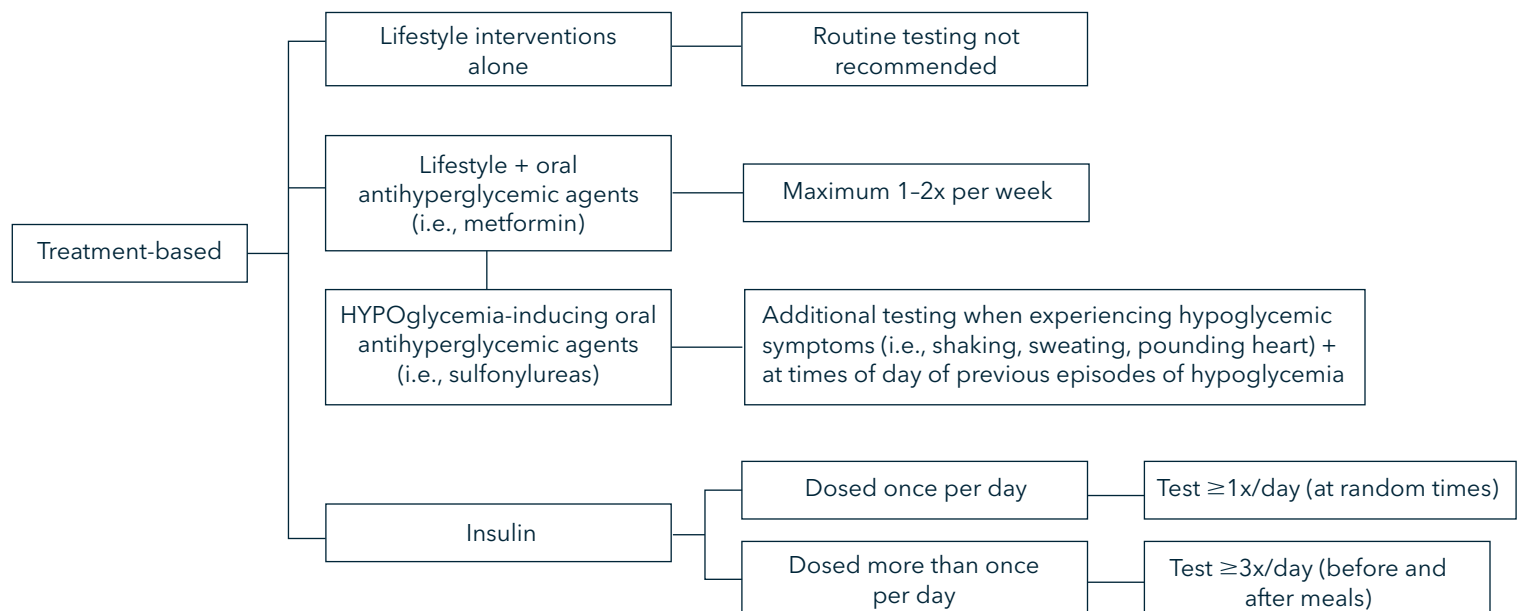 Lifestyle interventions
alone
Routine testing not
recommended
Lifestyle + oral
antihyperglycemic agents
(i.e., metformin)
Maximum 1–2x per week
Treatment-based
HYPOglycemia-inducing oral
antihyperglycemic agents
(i.e., sulfonylureas)
Additional testing when experiencing hypoglycemic
symptoms (i.e., shaking, sweating, pounding heart) +
at times of day of previous episodes of hypoglycemia
Insulin
Dosed once per day
Test ≥1x/day (at random times)
Dosed more than once
per day
Test ≥3x/day (before and
after meals)